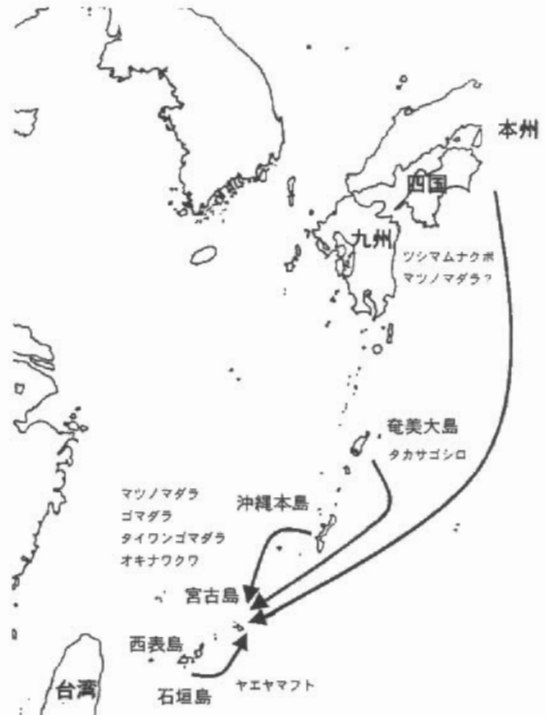 本州
四国
九州
ツシマムナクボ
マツノマダラ?
奄美大島
タカサゴシロ
マツノマダラ
ゴマダラ
タイワンゴマダラ
オキナワクワ
沖縄本島
宮古島
西表島
石垣島
ヤエヤマフト
台湾